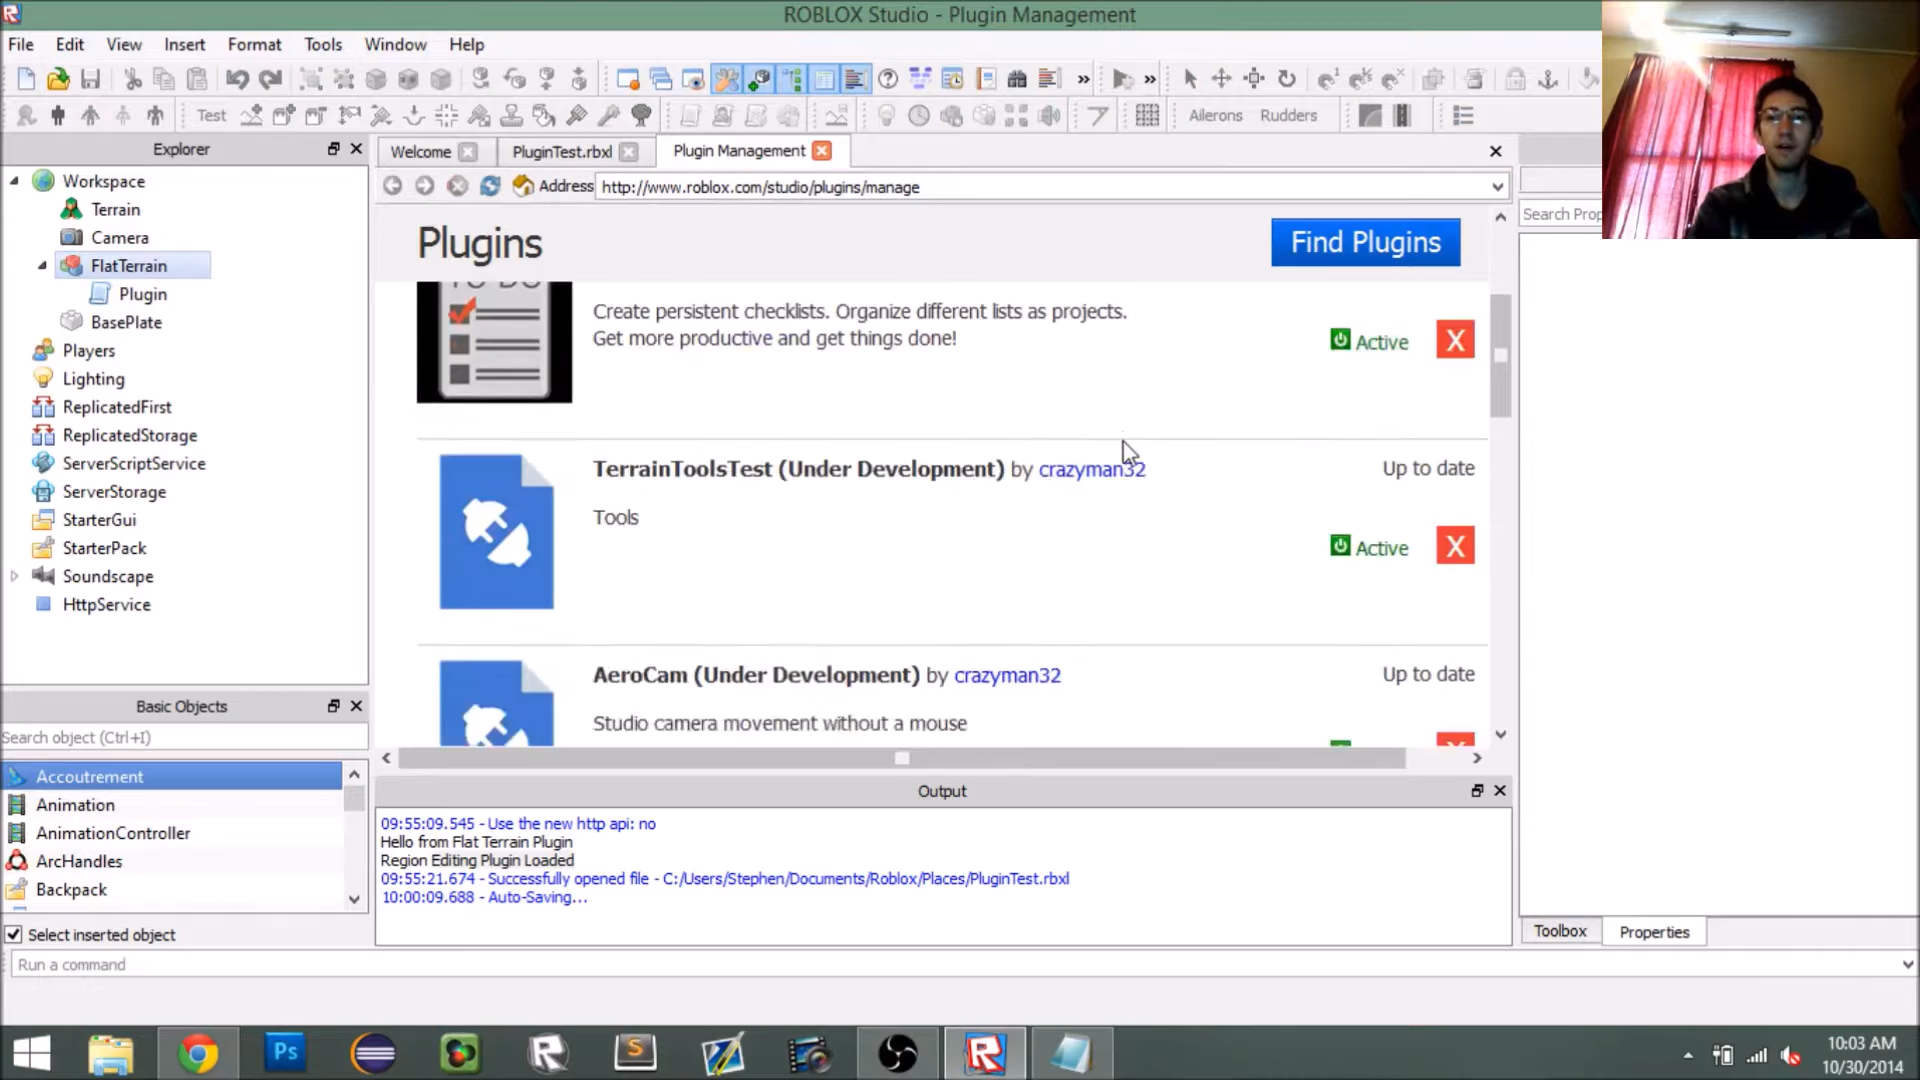 ROBLOX Studio - Plugin Management
File Edit View Insert Format Tools Window Help
Test
Ailerons Rudders
Explorer
Welcome
PluginTest.rbxl
Plugin Management
Address http://www.roblox.com/studio/plugins/manage
Search Prop
Workspace
Terrain
Camera
FlatTerrain
Plugin
BasePlate
Players
Lighting
ReplicatedFirst
ReplicatedStorage
ServerScriptService
ServerStorage
StarterGui
StarterPack
Soundscape
HttpService
Plugins
Find Plugins
TO DO
Create persistent checklists. Organize different lists as projects.
Get more productive and get things done!
Active X
TerrainToolsTest (Under Development) by crazyman32
Up to date
Tools
Active X
AeroCam (Under Development) by crazyman32
Up to date
Studio camera movement without a mouse
Basic Objects
Search object (Ctrl+I)
Accoutrement
Animation
AnimationController
ArcHandles
Backpack
Select inserted object
Output
09:55:09.545 - Use the new http api: no
Hello from Flat Terrain Plugin
Region Editing Plugin Loaded
09:55:21.674 - Successfully opened file - C:/Users/Stephen/Documents/Roblox/Places/PluginTest.rbxl
10:00:09.688 - Auto-Saving...
Toolbox
Properties
Run a command
Ps
S
10:03 AM
10/30/2014